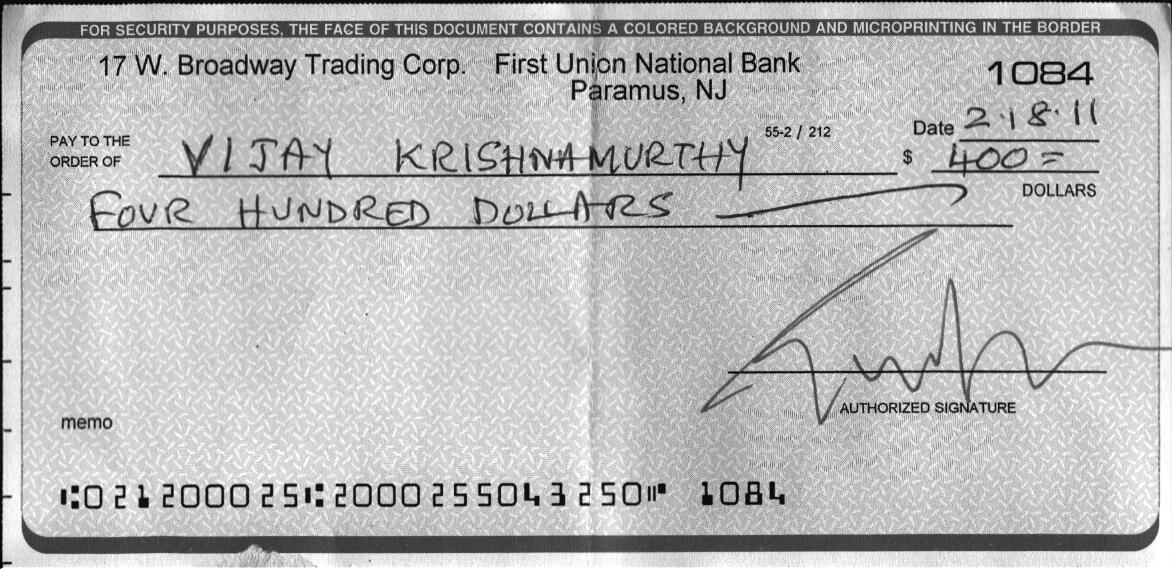 FOR SECURITY PURPOSES, THE FACE OF THIS DOCUMENT CONTAINS A COLORED BACKGROUND AND MICROPRINTING IN THE BORDER
17 W. Broadway Trading Corp. First Union National Bank 1084
Paramus, NJ
55-2 / 212 Date 2.18.11
PAY TO THE
ORDER OF VIJAY KRISHNAMURTHY $ 400=
FOUR HUNDRED DOLLARS DOLLARS
AUTHORIZED SIGNATURE
memo
⑆021200025⑆2000255043250⑈ 1084